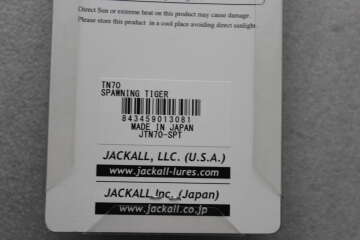 Direct Sun or extreme heat on this product may cause damage.
Please store this product in a cool place avoiding direct sunlight.
TN70
SPAWNING TIGER
843459013081
MADE IN JAPAN
JTN70-SPT
JACKALL, LLC. (U.S.A.)
www.jackall-lures.com
JACKALL, Inc. (Japan)
www.jackall.co.jp